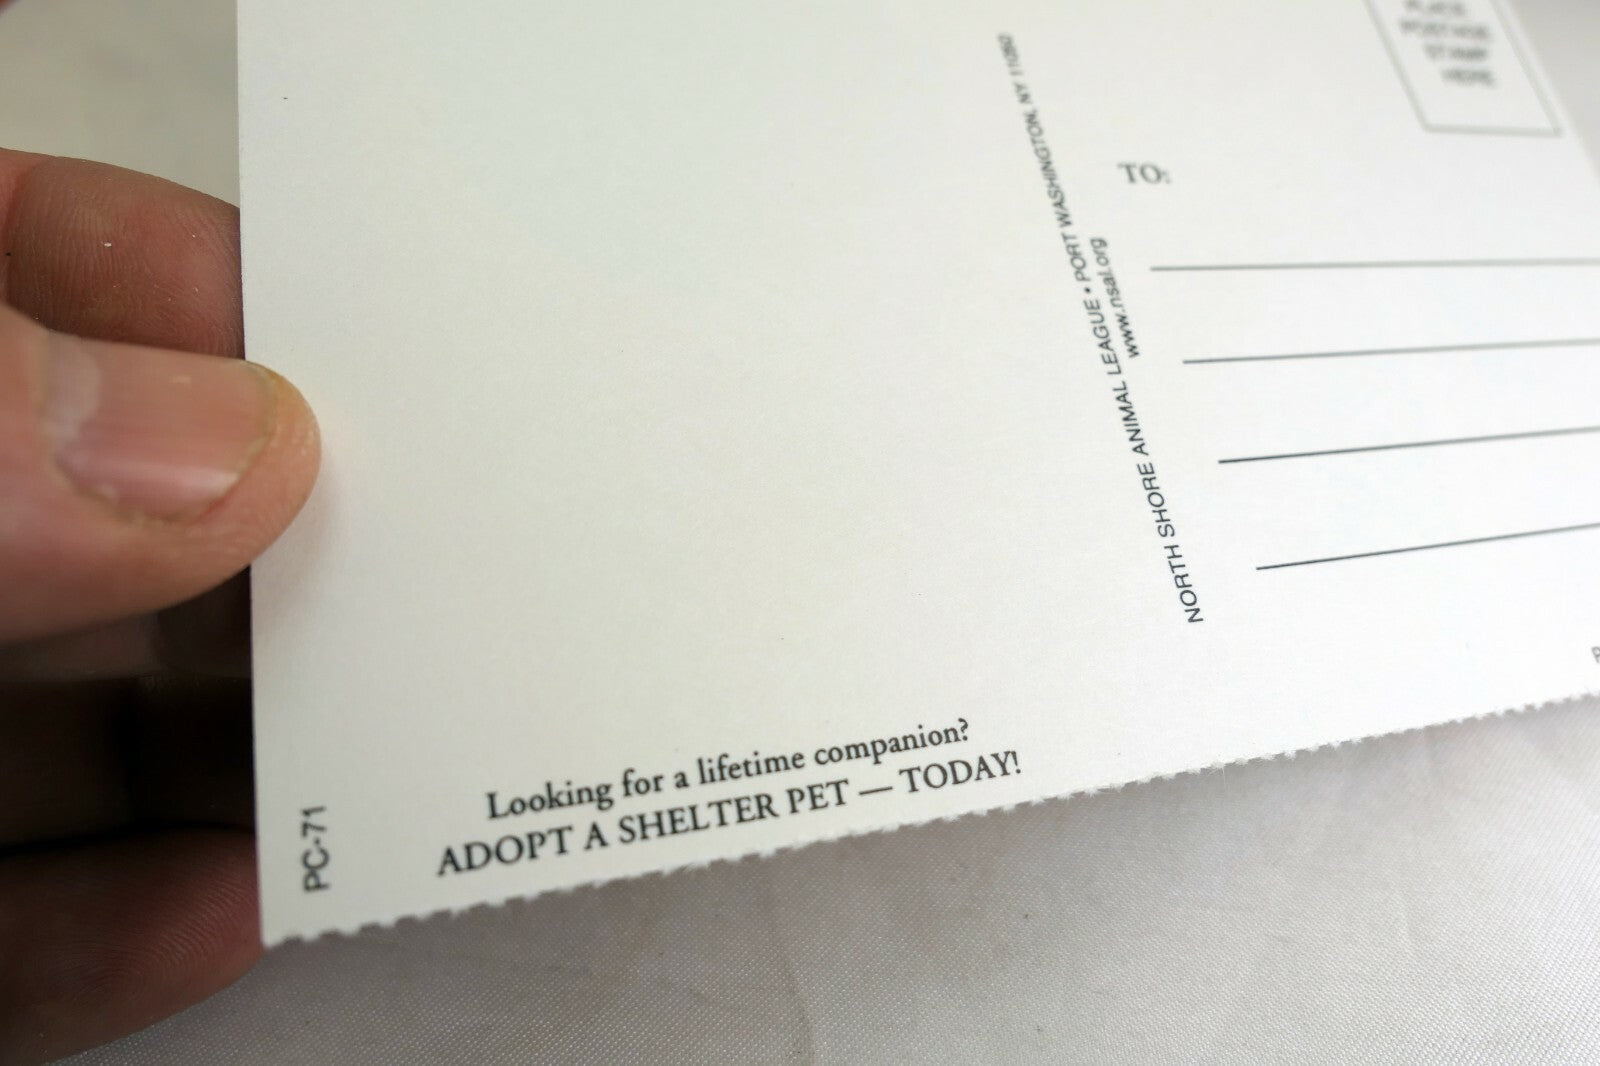 PLACE
POSTAGE
STAMP
HERE
TO:
NORTH SHORE ANIMAL LEAGUE • PORT WASHINGTON, NY 11050
www.nsal.org
Looking for a lifetime companion?
ADOPT A SHELTER PET — TODAY!
PC-71